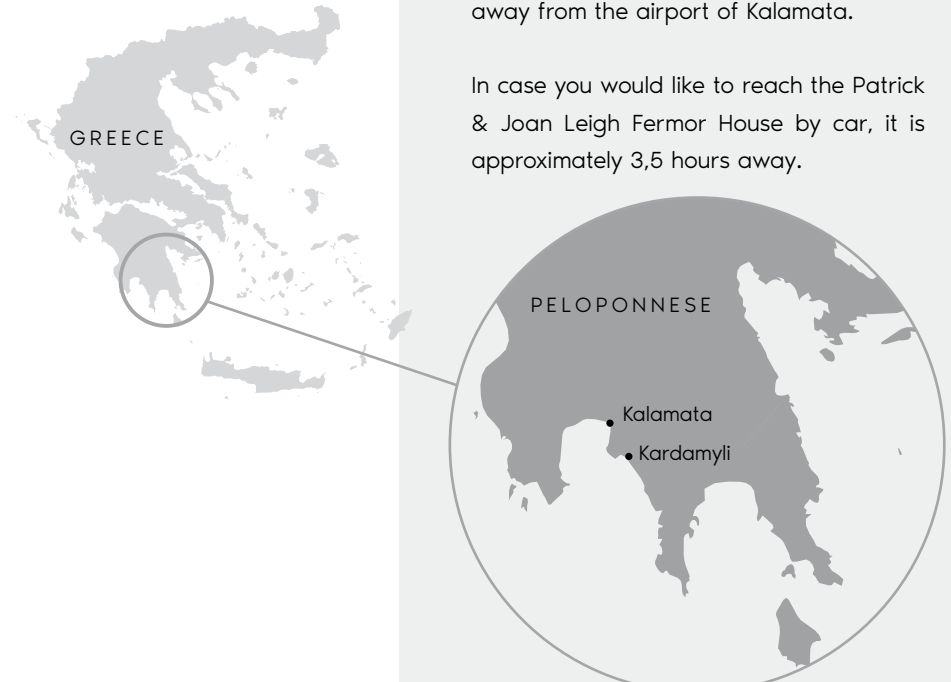 away from the airport of Kalamata.
In case you would like to reach the Patrick
& Joan Leigh Fermor House by car, it is
approximately 3,5 hours away.
GREECE
PELOPONNESE
Kalamata
Kardamyli